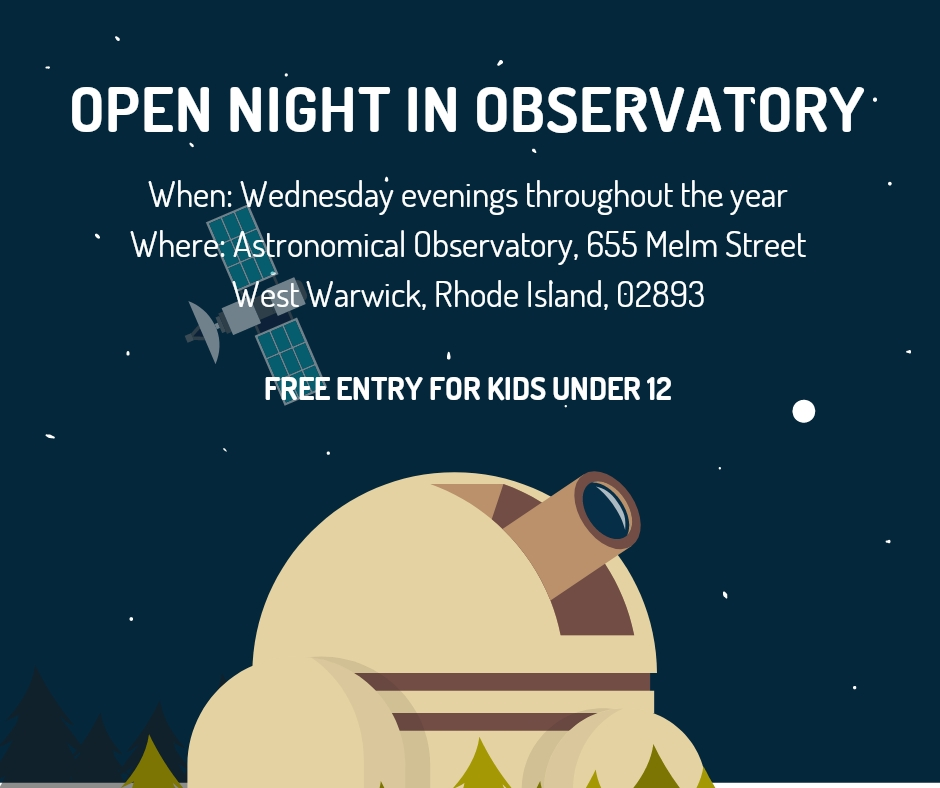 OPEN NIGHT IN OBSERVATORY
When: Wednesday evenings throughout the year
Where: Astronomical Observatory, 655 Melm Street
West Warwick, Rhode Island, 02893
FREE ENTRY FOR KIDS UNDER 12